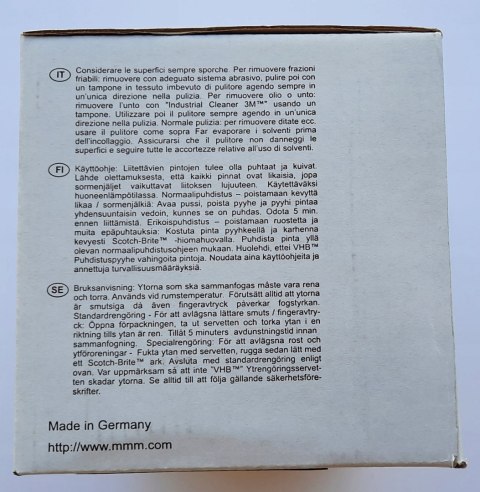 IT Considerare le superfici sempre sporche. Per rimuovere frazioni
friabili: rimuovere con adeguato sistema abrasivo, pulire poi con
un tampone in tessuto imbevuto di pulitore agendo sempre in
un'unica direzione nella pulizia. Per rimuovere olio o unto:
rimuovere l'unto con "Industrial Cleaner 3M™" usando un
tampone. Utilizzare poi il pulitore sempre agendo in un'unica
direzione nella pulizia. Normale pulizia: per rimuovere ditate ecc.
usare il pulitore come sopra Far evaporare i solventi prima
dell'incollaggio. Assicurarsi che il pulitore non danneggi le
superfici e seguire tutte le accortezze relative all'uso di solventi.
FI Käyttöohje: Liitettävien pintojen tulee olla puhtaat ja kuivat.
Lähde olettamuksesta, että kaikki pinnat ovat likaisia, jopa
sormenjäljet vaikuttavat liitoksen lujuuteen. Käytettäväksi
huoneenlämpötilassa. Normaalipuhdistus – poistamaan kevyttä
likaa / sormenjälkiä: Avaa pussi, poista pyyhe ja pyyhi pintaa
yhdensuuntaisin vedoin, kunnes se on puhdas. Odota 5 min.
ennen liittämistä. Erikoispuhdistus – poistamaan ruostetta ja
muita epäpuhtauksia: Kostuta pinta pyyhkeellä ja karhenna
kevyesti Scotch-Brite™ -hiomahuovalla. Puhdista pinta yllä
olevan normaalipuhdistusohjeen mukaan. Huolehdi, ettei VHB™
Puhdistuspyyhe vahingoita pintoja. Noudata aina käyttöohjeita ja
annettuja turvallisuusmääräyksiä.
SE Bruksanvisning: Ytorna som ska sammanfogas måste vara rena
och torra. Används vid rumstemperatur. Förutsätt alltid att ytorna
är smutsiga då även fingeravtryck påverkar fogstyrkan.
Standardrengöring - För att avlägsna lättare smuts / fingeravtry-
ck: Öppna förpackningen, ta ut servetten och torka ytan i en
riktning tills ytan är ren. Tillåt 5 minuters avdunstningstid innan
sammanfogning. Specialrengöring: För att avlägsna rost och
ytföroreningar - Fukta ytan med servetten, rugga sedan lätt med
ett Scotch-Brite™ ark. Avsluta med standardrengöring enligt
ovan. Var uppmärksam så att inte "VHB™" Ytrengöringsservet-
ten skadar ytorna. Se alltid till att följa gällande säkerhetsföre-
skrifter.
Made in Germany
http://www.mmm.com